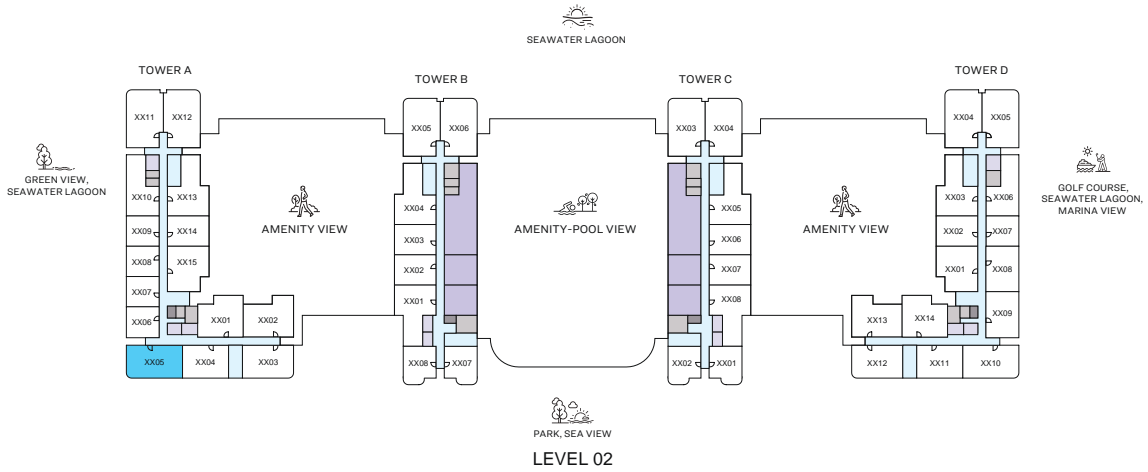 SEAWATER LAGOON
TOWER A
TOWER B
TOWER C
TOWER D
XX11
XX12
XX05
XX06
XX03
XX04
XX04
XX05
GREEN VIEW,
SEAWATER LAGOON
GOLF COURSE,
SEAWATER LAGOON,
MARINA VIEW
XX10
XX13
XX04
XX05
XX03
XX06
AMENITY VIEW
AMENITY-POOL VIEW
AMENITY VIEW
XX09
XX14
XX03
XX06
XX02
XX07
XX08
XX15
XX02
XX07
XX01
XX08
XX07
XX01
XX08
XX06
XX01
XX02
XX13
XX14
XX09
XX05
XX04
XX03
XX08
XX07
XX02
XX01
XX12
XX11
XX10
PARK, SEA VIEW
LEVEL 02